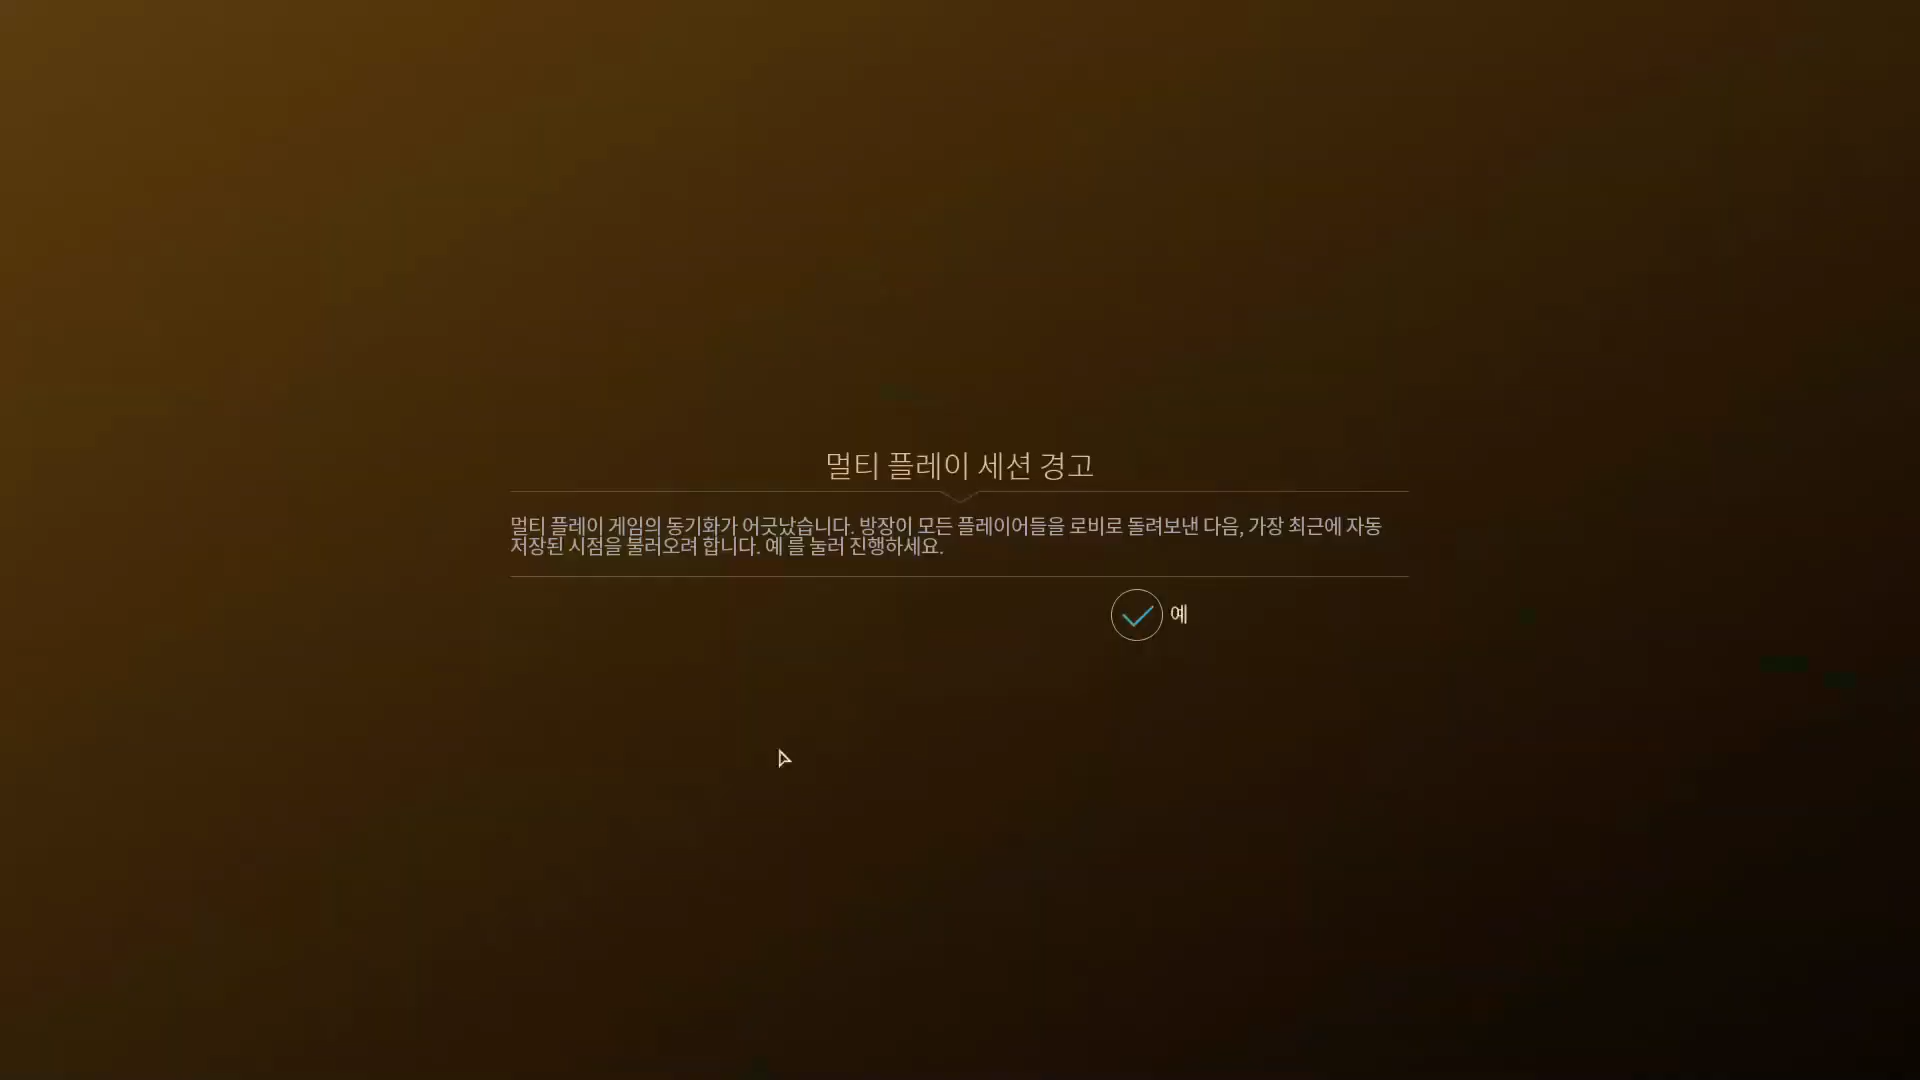 멀티 플레이 세션 경고
멀티 플레이 게임의 동기화가 어긋났습니다. 방장이 모든 플레이어들을 로비로 돌려보낸 다음, 가장 최근에 자동
저장된 시점을 불러오려 합니다. 예 를 눌러 진행하세요.
예